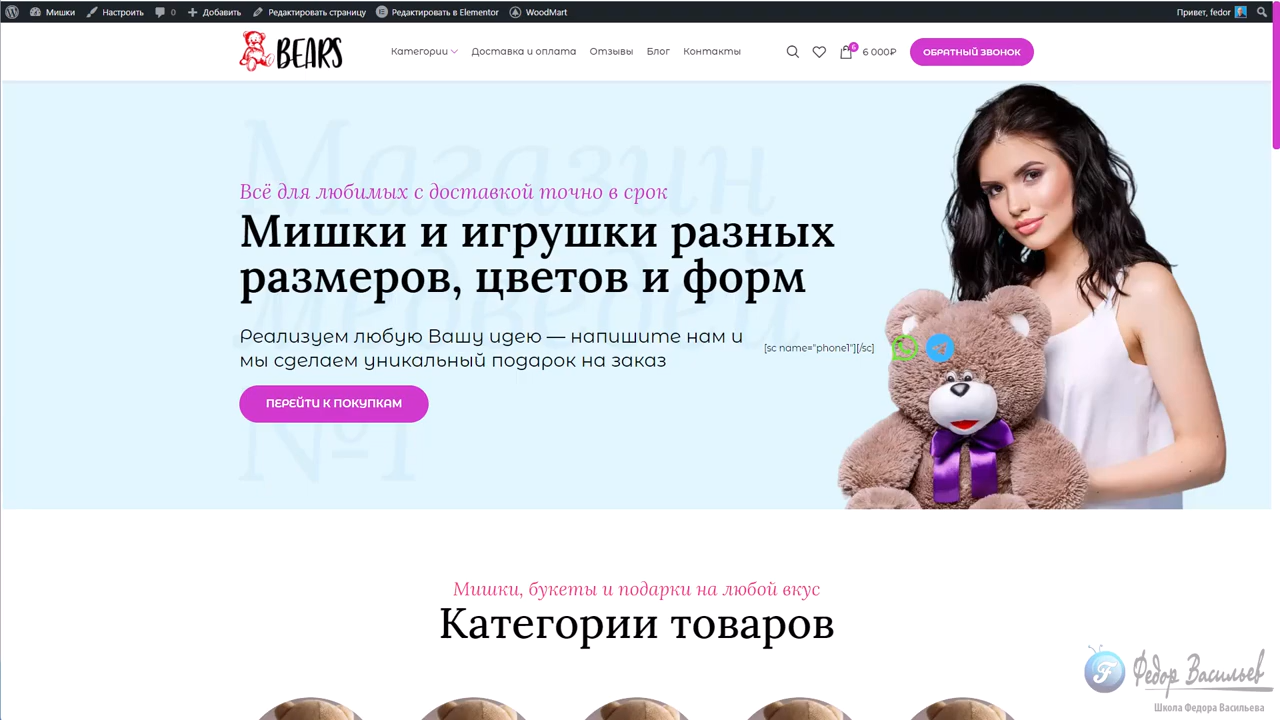 Мишки
Настроить
0
Добавить
Редактировать страницу
Редактировать в Elementor
WoodMart
Привет, fedor
BEARS
Категории
Доставка и оплата
Отзывы
Блог
Контакты
6
6 000₽
ОБРАТНЫЙ ЗВОНОК
Магазин
медведей
№1
Всё для любимых с доставкой точно в срок
Мишки и игрушки разных
размеров, цветов и форм
Реализуем любую Вашу идею — напишите нам и
мы сделаем уникальный подарок на заказ
[sc name="phone1"][/sc]
ПЕРЕЙТИ К ПОКУПКАМ
Мишки, букеты и подарки на любой вкус
Категории товаров
Федор Васильев
Школа Федора Васильева